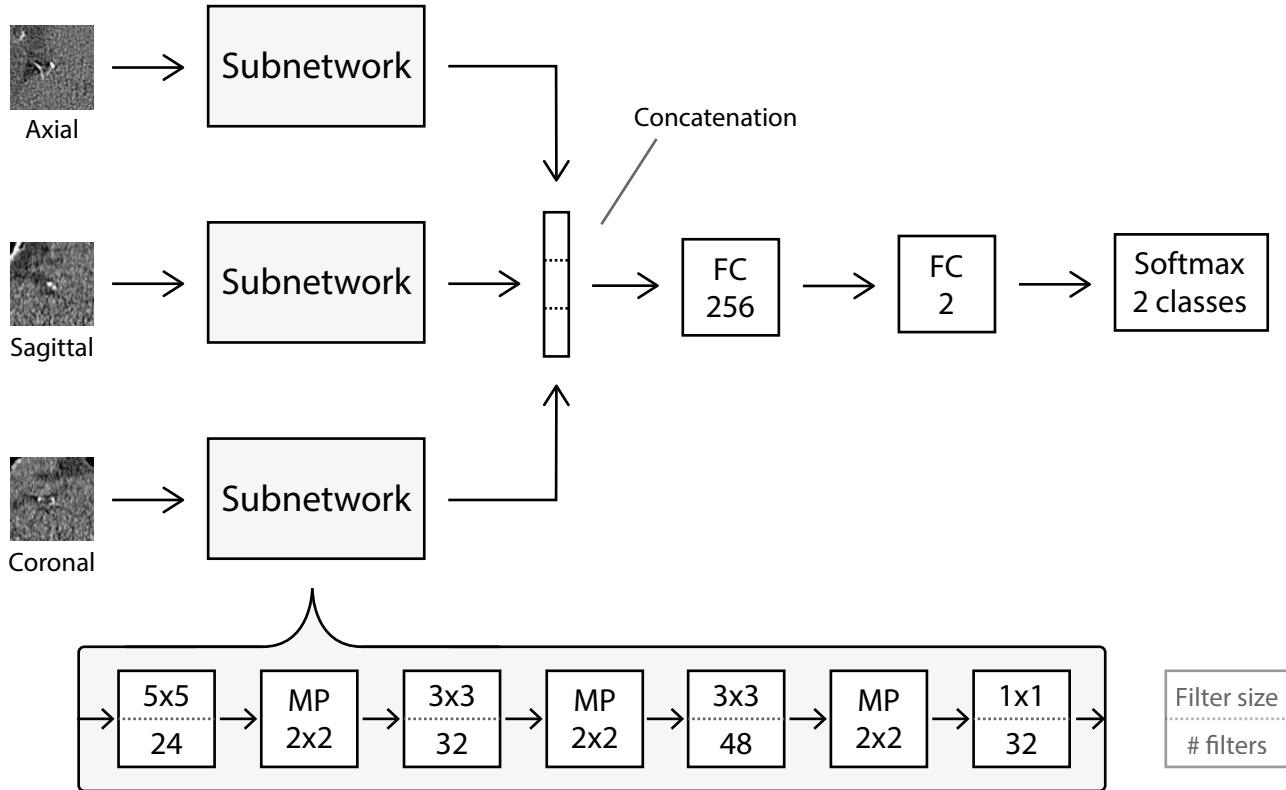 Axial
Subnetwork
Concatenation
Sagittal
Subnetwork
FC
256
FC
2
Softmax
2 classes
Coronal
Subnetwork
5x5
24
MP
2x2
3x3
32
MP
2x2
3x3
48
MP
2x2
1x1
32
Filter size
# filters